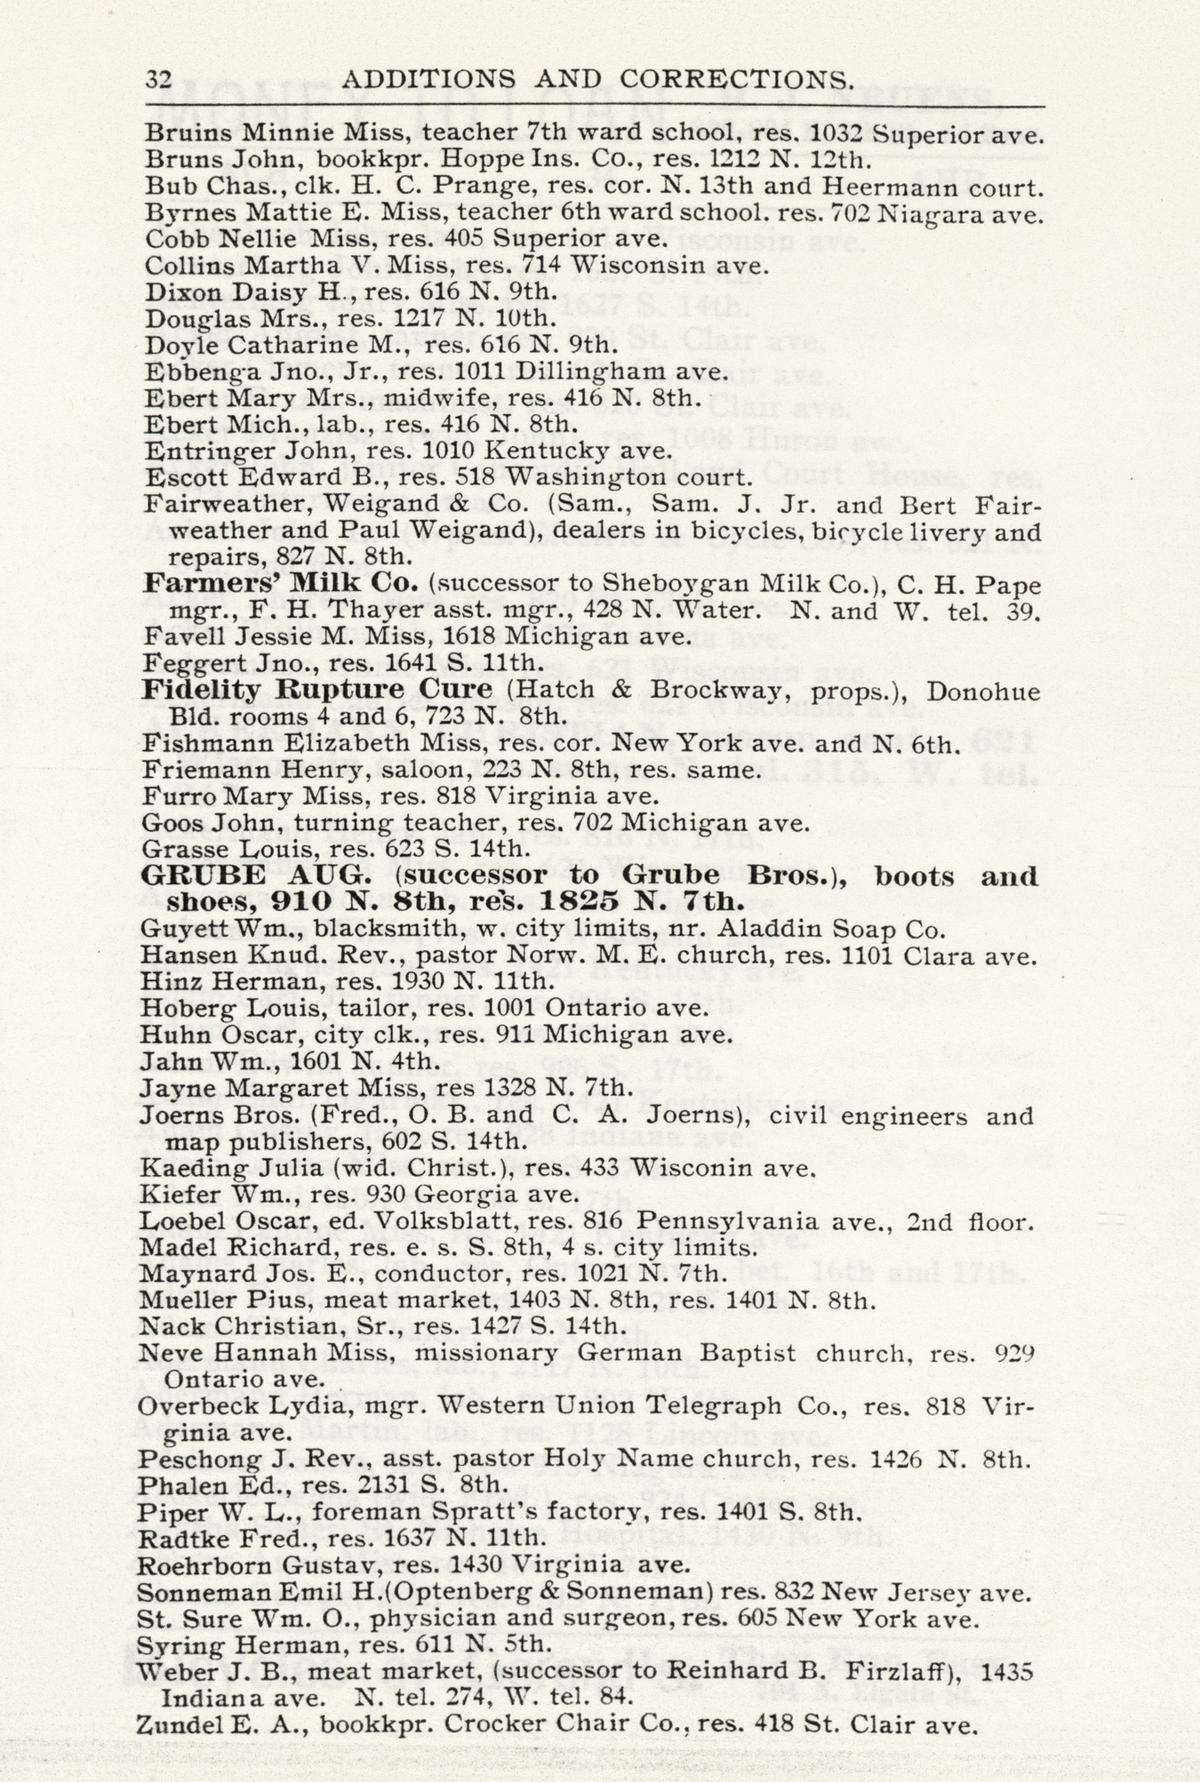 32 ADDITIONS AND CORRECTIONS.
Bruins Minnie Miss, teacher 7th ward school, res. 1032 Superior ave.
Bruns John, bookkpr. Hoppe Ins. Co., res. 1212 N. 12th.
Bub Chas., clk. H. C. Prange, res. cor. N. 13th and Heermann court.
Byrnes Mattie E. Miss, teacher 6th ward school. res. 702 Niagara ave.
Cobb Nellie Miss, res. 405 Superior ave.
Collins Martha V. Miss, res. 714 Wisconsin ave.
Dixon Daisy H., res. 616 N. 9th.
Douglas Mrs., res. 1217 N. 10th.
Doyle Catharine M., res. 616 N. 9th.
Ebbenga Jno., Jr., res. 1011 Dillingham ave.
Ebert Mary Mrs., midwife, res. 416 N. 8th.
Ebert Mich., lab., res. 416 N. 8th.
Entringer John, res. 1010 Kentucky ave.
Escott Edward B., res. 518 Washington court.
Fairweather, Weigand & Co. (Sam., Sam. J. Jr. and Bert Fair-
weather and Paul Weigand), dealers in bicycles, bicycle livery and
repairs, 827 N. 8th.
Farmers' Milk Co. (successor to Sheboygan Milk Co.), C. H. Pape
mgr., F. H. Thayer asst. mgr., 428 N. Water. N. and W. tel. 39.
Favell Jessie M. Miss, 1618 Michigan ave.
Feggert Jno., res. 1641 S. 11th.
Fidelity Rupture Cure (Hatch & Brockway, props.), Donohue
Bld. rooms 4 and 6, 723 N. 8th.
Fishmann Elizabeth Miss, res. cor. New York ave. and N. 6th.
Friemann Henry, saloon, 223 N. 8th, res. same.
Furro Mary Miss, res. 818 Virginia ave.
Goos John, turning teacher, res. 702 Michigan ave.
Grasse Louis, res. 623 S. 14th.
GRUBE AUG. (successor to Grube Bros.), boots and
shoes, 910 N. 8th, res. 1825 N. 7th.
Guyett Wm., blacksmith, w. city limits, nr. Aladdin Soap Co.
Hansen Knud. Rev., pastor Norw. M. E. church, res. 1101 Clara ave.
Hinz Herman, res. 1930 N. 11th.
Hoberg Louis, tailor, res. 1001 Ontario ave.
Huhn Oscar, city clk., res. 911 Michigan ave.
Jahn Wm., 1601 N. 4th.
Jayne Margaret Miss, res 1328 N. 7th.
Joerns Bros. (Fred., O. B. and C. A. Joerns), civil engineers and
map publishers, 602 S. 14th.
Kaeding Julia (wid. Christ.), res. 433 Wisconin ave.
Kiefer Wm., res. 930 Georgia ave.
Loebel Oscar, ed. Volksblatt, res. 816 Pennsylvania ave., 2nd floor.
Madel Richard, res. e. s. S. 8th, 4 s. city limits.
Maynard Jos. E., conductor, res. 1021 N. 7th.
Mueller Pius, meat market, 1403 N. 8th, res. 1401 N. 8th.
Nack Christian, Sr., res. 1427 S. 14th.
Neve Hannah Miss, missionary German Baptist church, res. 929
Ontario ave.
Overbeck Lydia, mgr. Western Union Telegraph Co., res. 818 Vir-
ginia ave.
Peschong J. Rev., asst. pastor Holy Name church, res. 1426 N. 8th.
Phalen Ed., res. 2131 S. 8th.
Piper W. L., foreman Spratt's factory, res. 1401 S. 8th.
Radtke Fred., res. 1637 N. 11th.
Roehrborn Gustav, res. 1430 Virginia ave.
Sonneman Emil H.(Optenberg & Sonneman) res. 832 New Jersey ave.
St. Sure Wm. O., physician and surgeon, res. 605 New York ave.
Syring Herman, res. 611 N. 5th.
Weber J. B., meat market, (successor to Reinhard B. Firzlaff), 1435
Indiana ave. N. tel. 274, W. tel. 84.
Zundel E. A., bookkpr. Crocker Chair Co., res. 418 St. Clair ave.